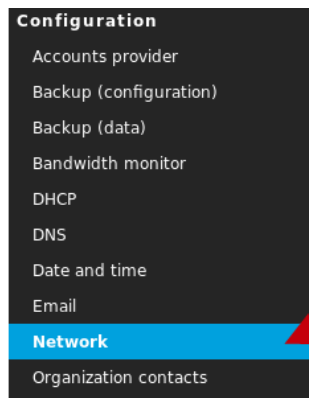 Configuration
Accounts provider
Backup (configuration)
Backup (data)
Bandwidth monitor
DHCP
DNS
Date and time
Email
Network
Organization contacts